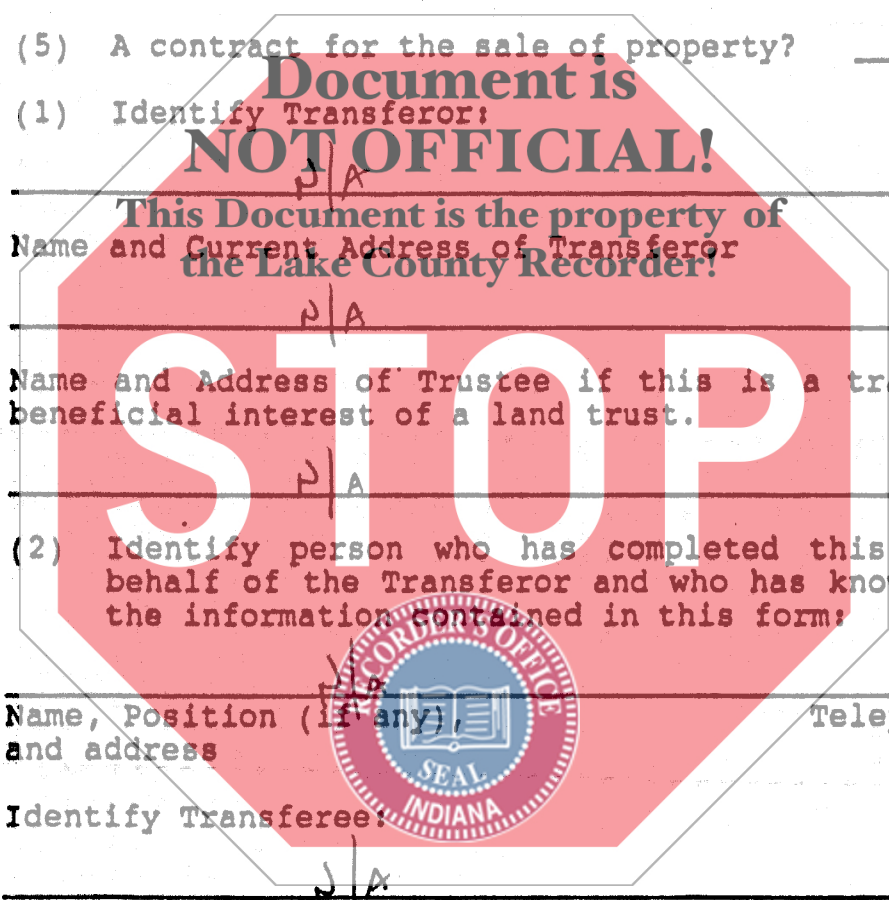 (5) A contract for the sale of property?
Document is
(1) Identify Transferor:
NOT OFFICIAL!
N/A
This Document is the property of
Name and Current Address of Transferor
the Lake County Recorder!
N/A
STOP
Name and Address of Trustee if this is a tr
beneficial interest of a land trust.
N/A
(2) Identify person who has completed this
behalf of the Transferor and who has kno
the information contained in this form:
RECORDER'S OFFICE
N/A
Name, Position (if any), Tele
and address
SEAL
INDIANA
Identify Transferee:
N/A